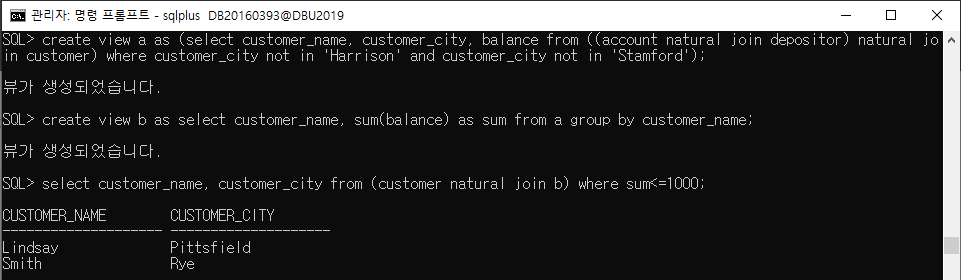 관리자: 명령 프롬프트 - sqlplus DB20160393@DBU2019
SQL> create view a as (select customer_name, customer_city, balance from ((account natural join depositor) natural jo
in customer) where customer_city not in 'Harrison' and customer_city not in 'Stamford');
뷰가 생성되었습니다.
SQL> create view b as select customer_name, sum(balance) as sum from a group by customer_name;
뷰가 생성되었습니다.
SQL> select customer_name, customer_city from (customer natural join b) where sum<=1000;
CUSTOMER_NAME CUSTOMER_CITY
-------------------- --------------------
Lindsay Pittsfield
Smith Rye